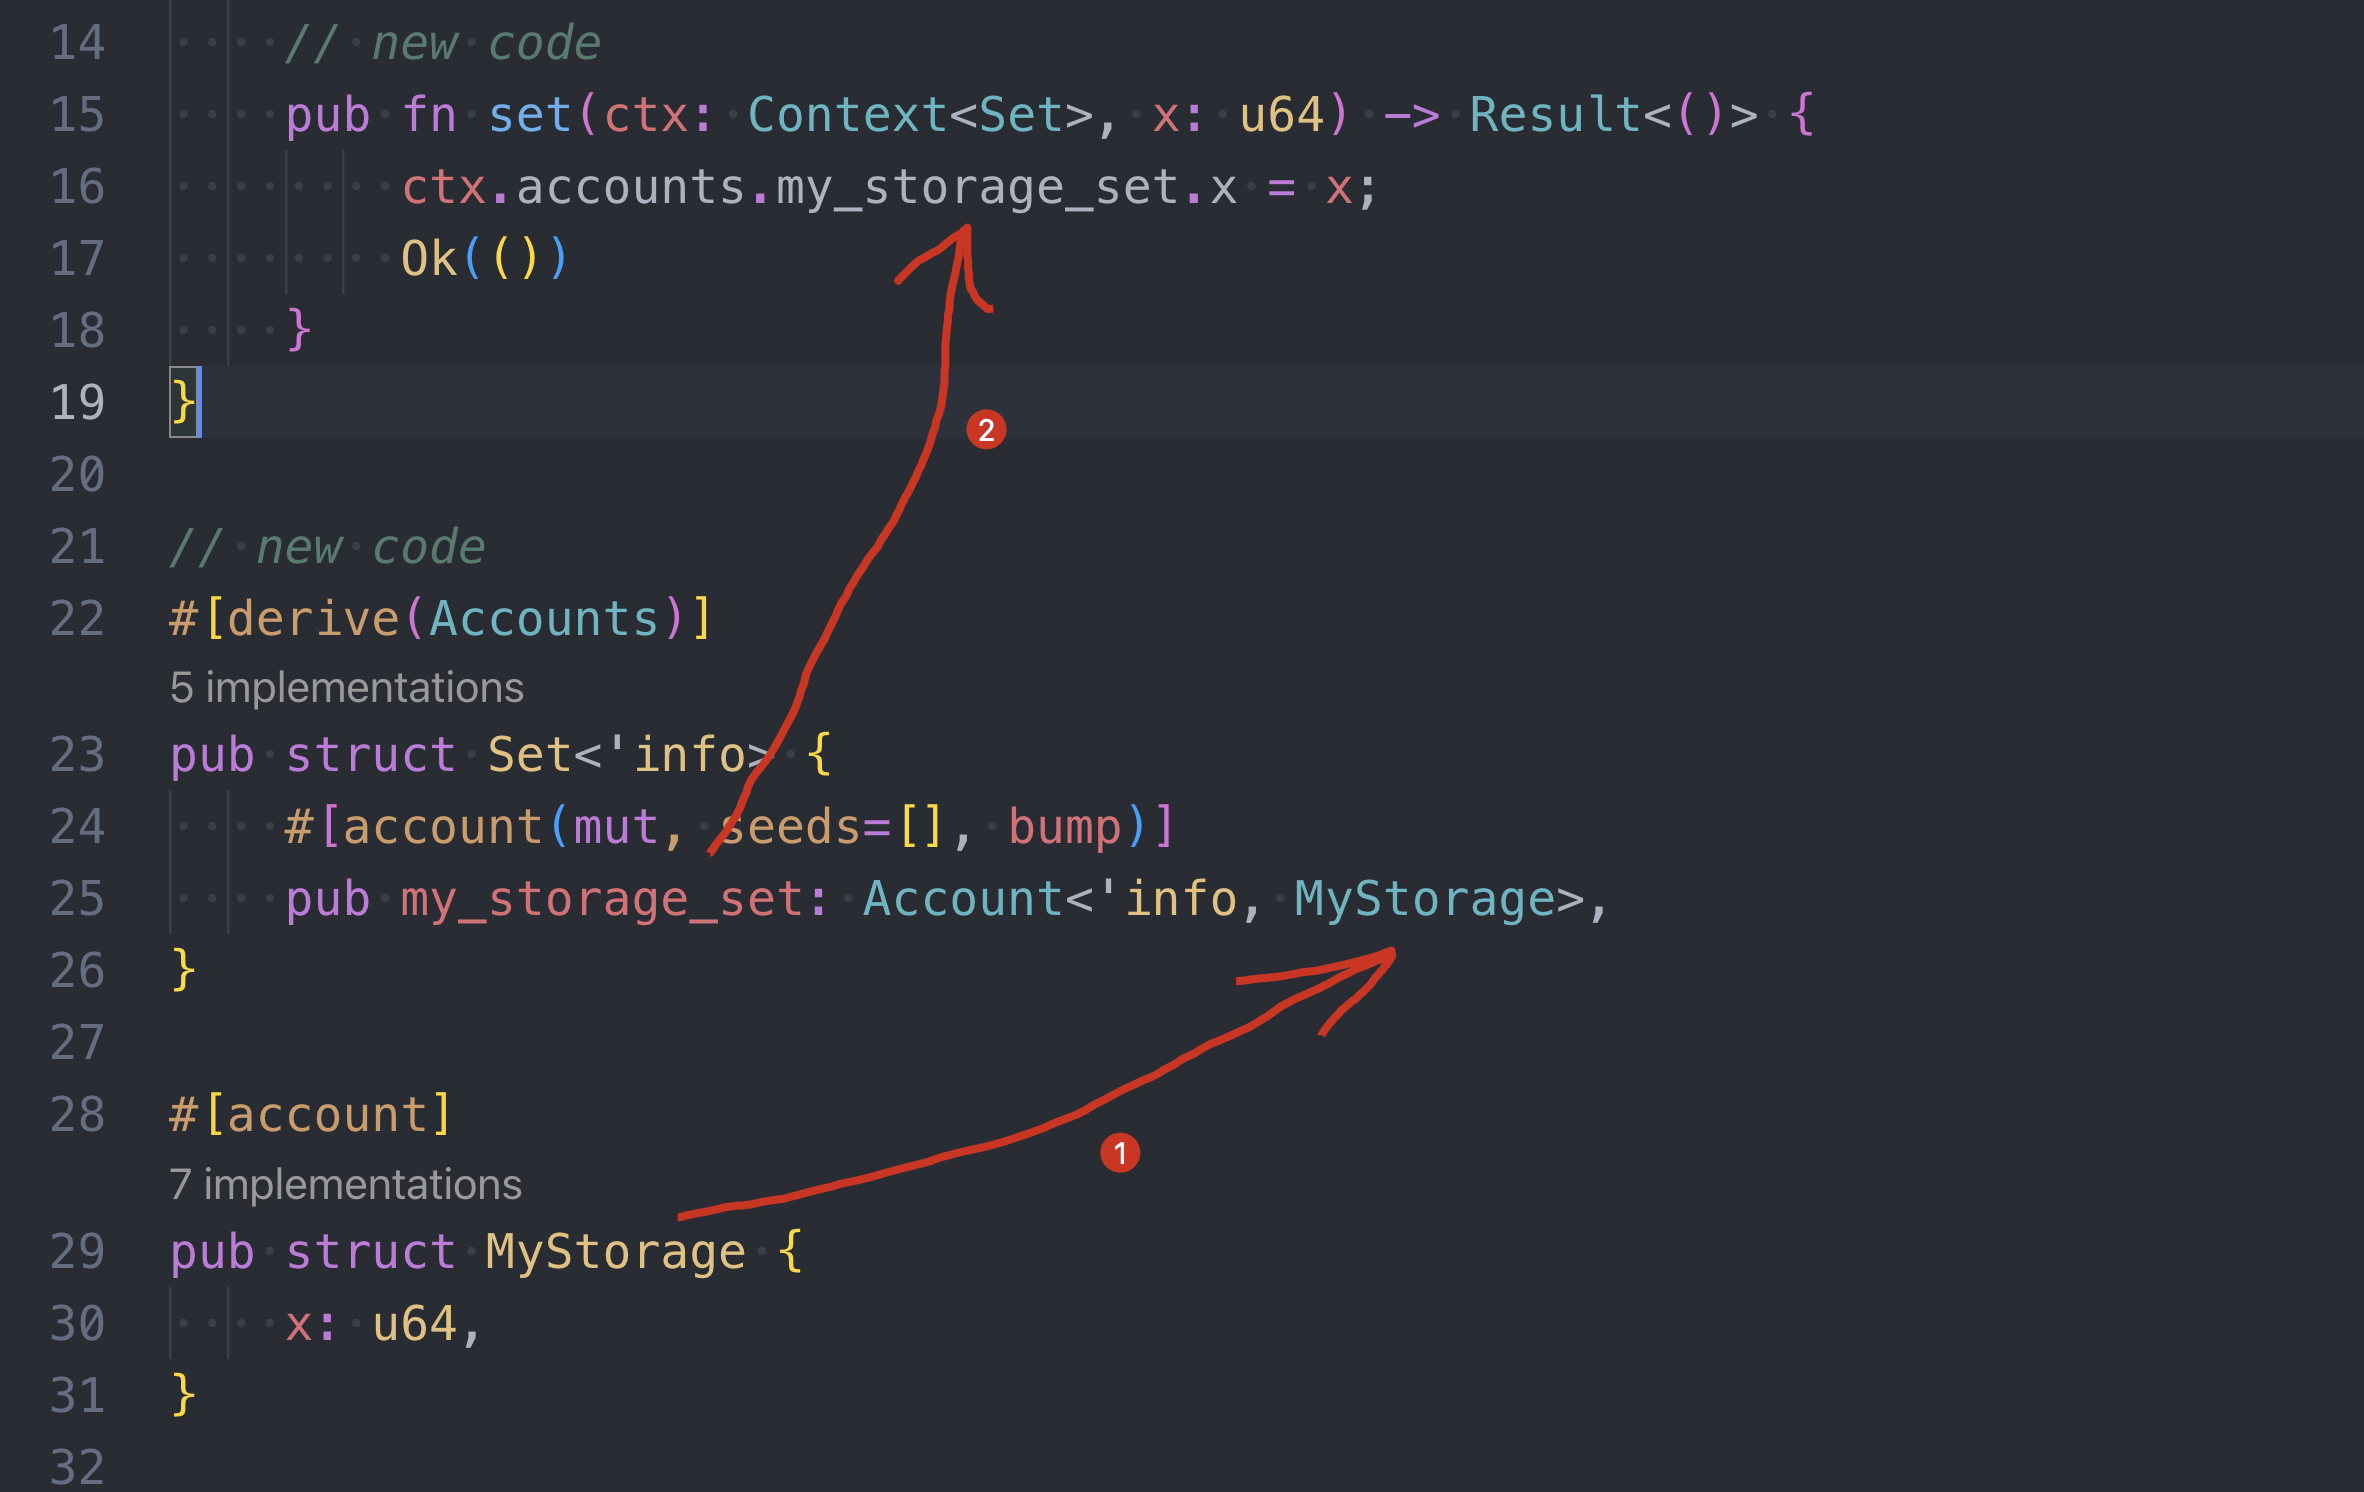 14 // new code
15 pub fn set(ctx: Context<Set>, x: u64) -> Result<()> {
16 ctx.accounts.my_storage_set.x = x;
17 Ok(())
18 }
19 }
20
21 // new code
22 #[derive(Accounts)]
5 implementations
23 pub struct Set<'info> {
24 #[account(mut, seeds=[], bump)]
25 pub my_storage_set: Account<'info, MyStorage>,
26 }
27
28 #[account]
7 implementations
29 pub struct MyStorage {
30 x: u64,
31 }
32
2
1